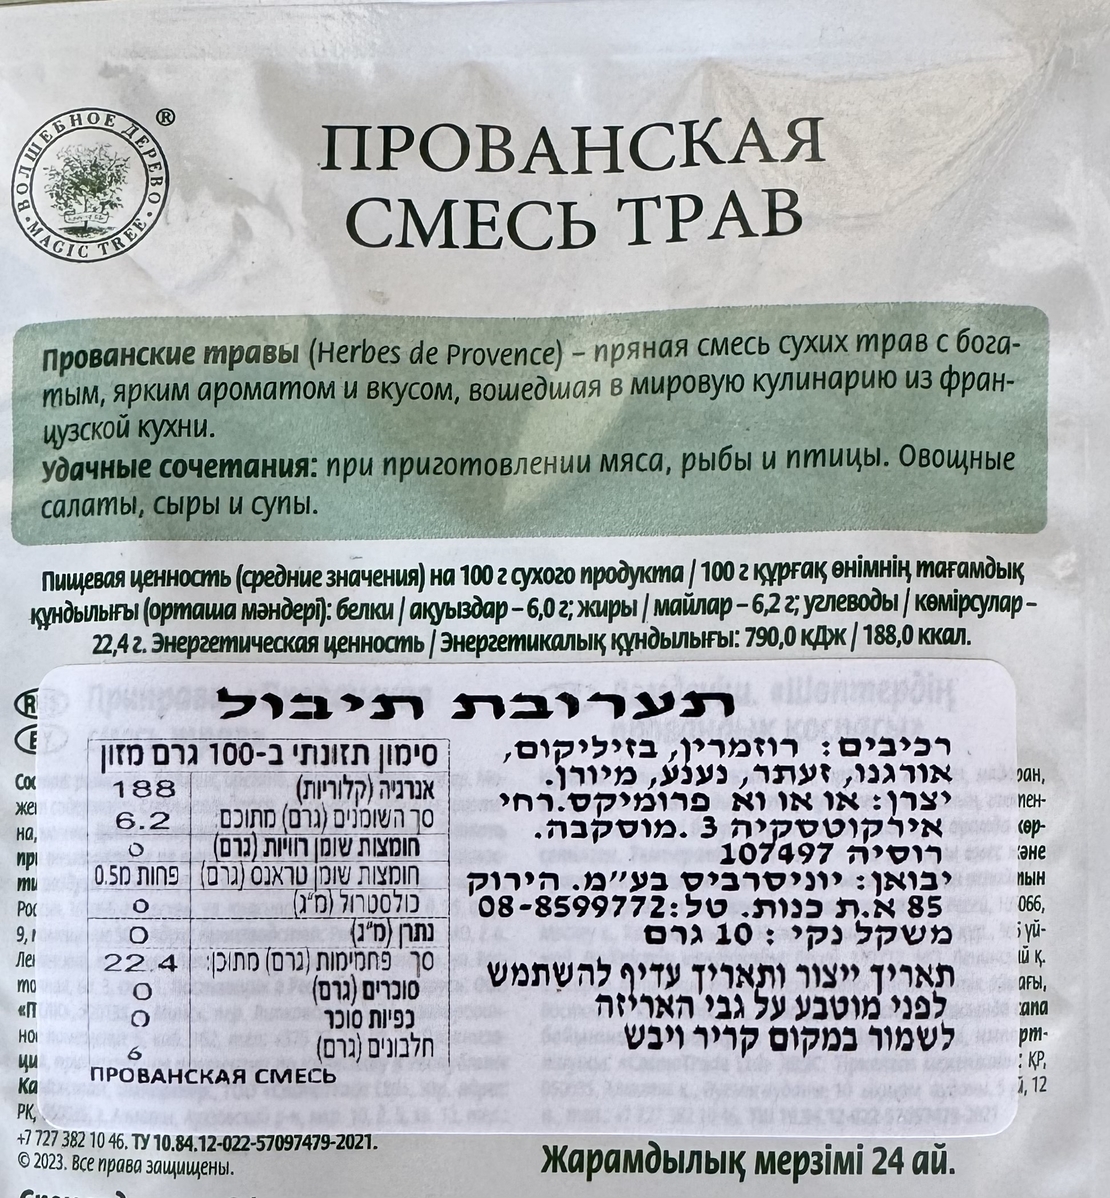 ВОЛШЕБНОЕ ДЕРЕВО
MAGIC TREE
®
ПРОВАНСКАЯ
СМЕСЬ ТРАВ
Прованские травы (Herbes de Provence) – пряная смесь сухих трав с бога-
тым, ярким ароматом и вкусом, вошедшая в мировую кулинарию из фран-
цузской кухни.
Удачные сочетания: при приготовлении мяса, рыбы и птицы. Овощные
салаты, сыры и супы.
Пищевая ценность (средние значения) на 100 г сухого продукта / 100 г құрғақ өнімнің тағамдық
құндылығы (орташа мәндері): белки / ақуыздар – 6,0 г; жиры / майлар – 6,2 г; углеводы / көмірсулар –
22,4 г. Энергетическая ценность / Энергетикалық құндылығы: 790,0 кДж / 188,0 ккал.
תערובת תיבול
רכיבים: רוזמרין, בזיליקום,
אורגנו, זעתר, נענע, מיורן.
יצרו: או או וא פרומיקס.רחי
אירקוטסקיה 3 .מוסקבה.
רוסיה 107497
יבואן: יוניסרביס בע"מ. הירוק
85 א.ת כנות. טל:08-8599772
משקל נקי: 10 גרם
תאריך ייצור ותאריך עדיף להשתמש
לפני מוטבע על גבי האריזה
לשמור במקום קריר ויבש
סימון תזונתי ב-100 גרם מזון
אנרגיה (קלוריות) 188
סך השומנים (גרם) מתוכם: 6.2
חומצות שומן רוויות (גרם) 0
חומצות שומן טראנס (גרם) פחות 0.50
כולסטרול (מ"ג) 0
נתרן (מ"ג) 0
סך פחמימות (גרם) מתוכן: 22.4
סוכרים (גרם) 0
כפיות סוכר 0
חלבונים (גרם) 6
ПРОВАНСКАЯ СМЕСЬ
+7 727 382 10 46. ТУ 10.84.12-022-57097479-2021.
© 2023. Все права защищены.
Жарамдылық мерзімі 24 ай.